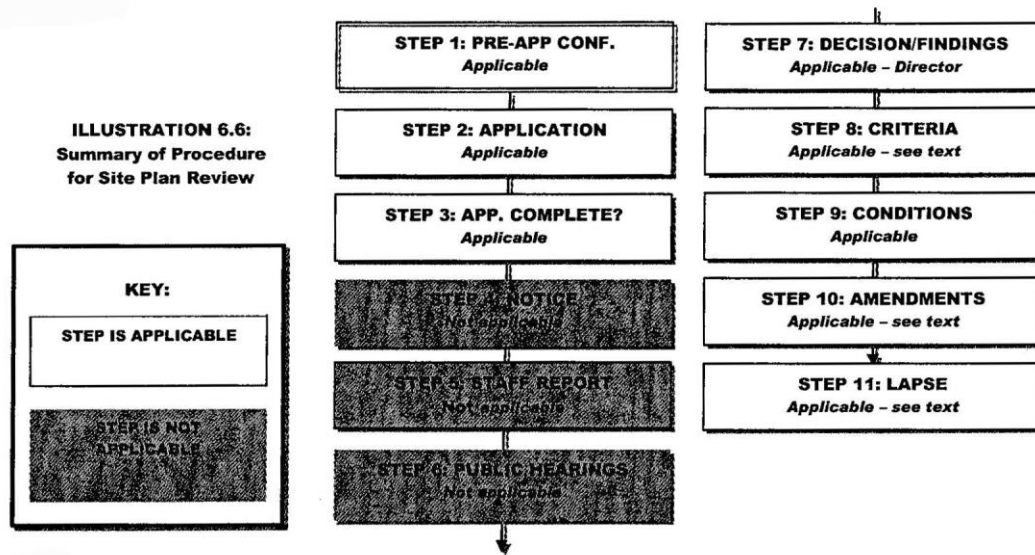 ILLUSTRATION 6.6:
Summary of Procedure
for Site Plan Review
KEY:
STEP IS APPLICABLE
STEP IS NOT
APPLICABLE
STEP 1: PRE-APP CONF.
Applicable
STEP 2: APPLICATION
Applicable
STEP 3: APP. COMPLETE?
Applicable
STEP 4: NOTICE
Not applicable
STEP 5: STAFF REPORT
Not applicable
STEP 6: PUBLIC HEARINGS
Not applicable
STEP 7: DECISION/FINDINGS
Applicable – Director
STEP 8: CRITERIA
Applicable – see text
STEP 9: CONDITIONS
Applicable
STEP 10: AMENDMENTS
Applicable – see text
STEP 11: LAPSE
Applicable – see text